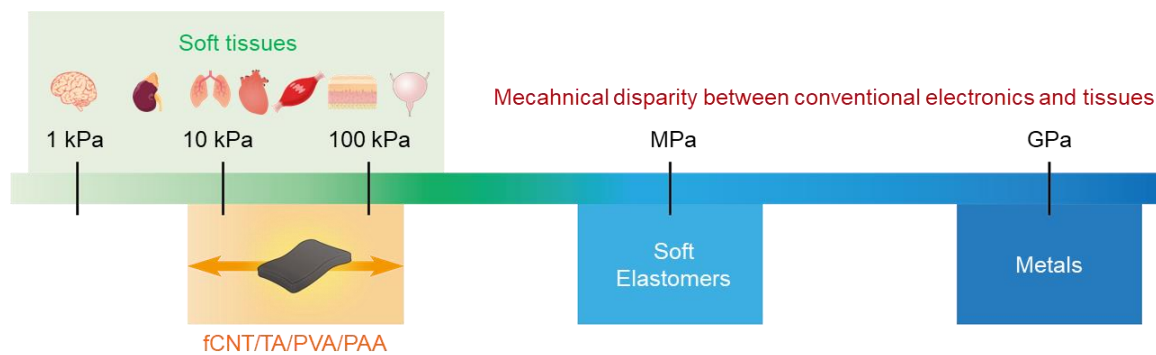 Soft tissues
Mecahnical disparity between conventional electronics and tissues
1 kPa
10 kPa
100 kPa
MPa
GPa
Soft
Elastomers
Metals
fCNT/TA/PVA/PAA